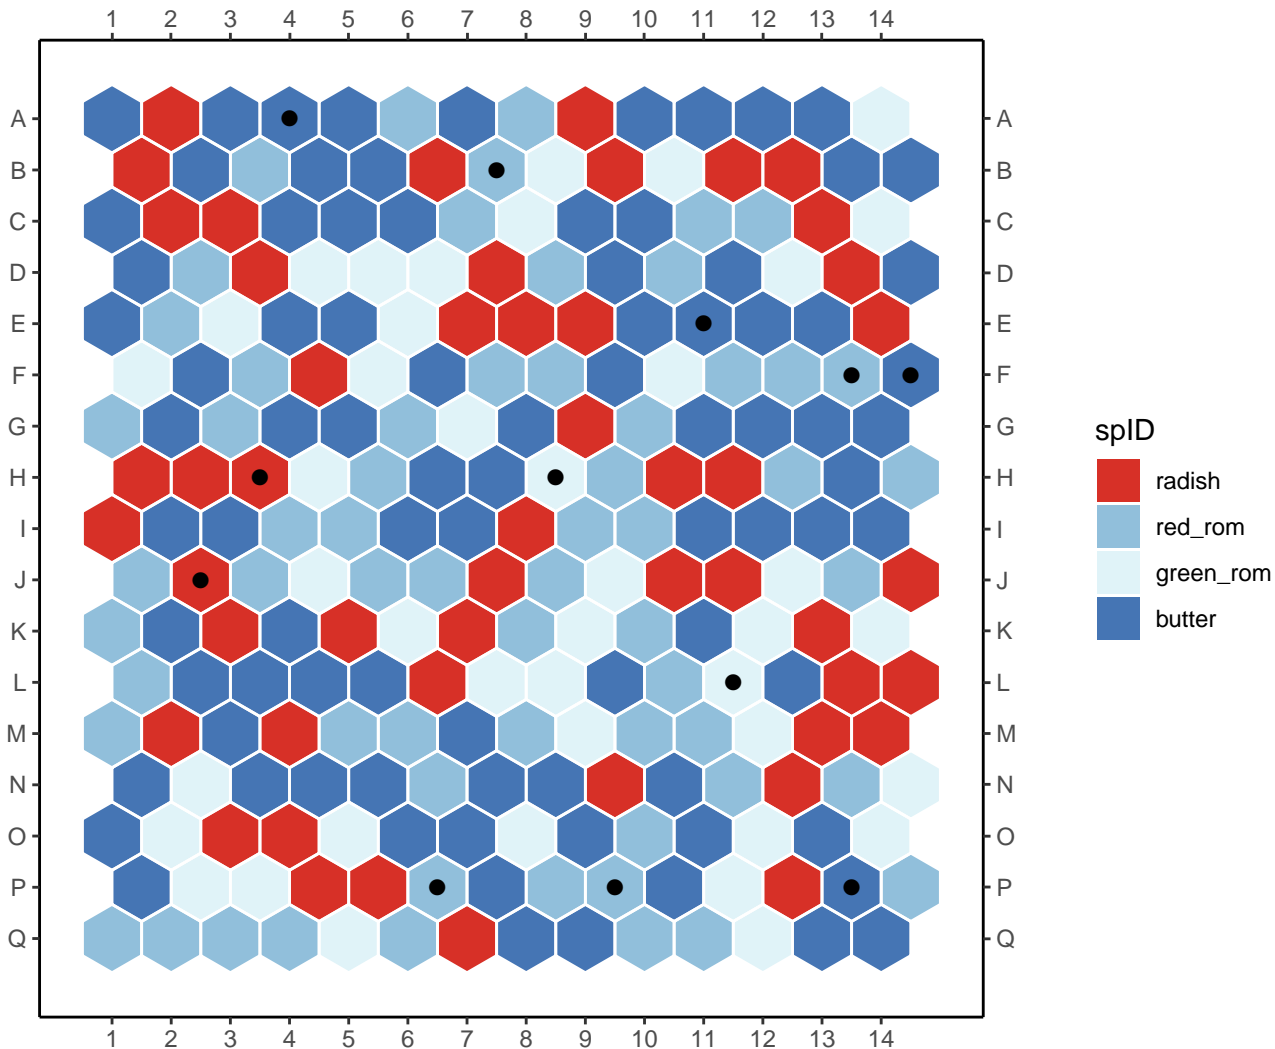 1 2 3 4 5 6 7 8 9 10 11 12 13 14
A A
B B
C C
D D
E E
F F
G G
H H
I I
J J
K K
L L
M M
N N
O O
P P
Q Q
1 2 3 4 5 6 7 8 9 10 11 12 13 14
spID
radish
red_rom
green_rom
butter